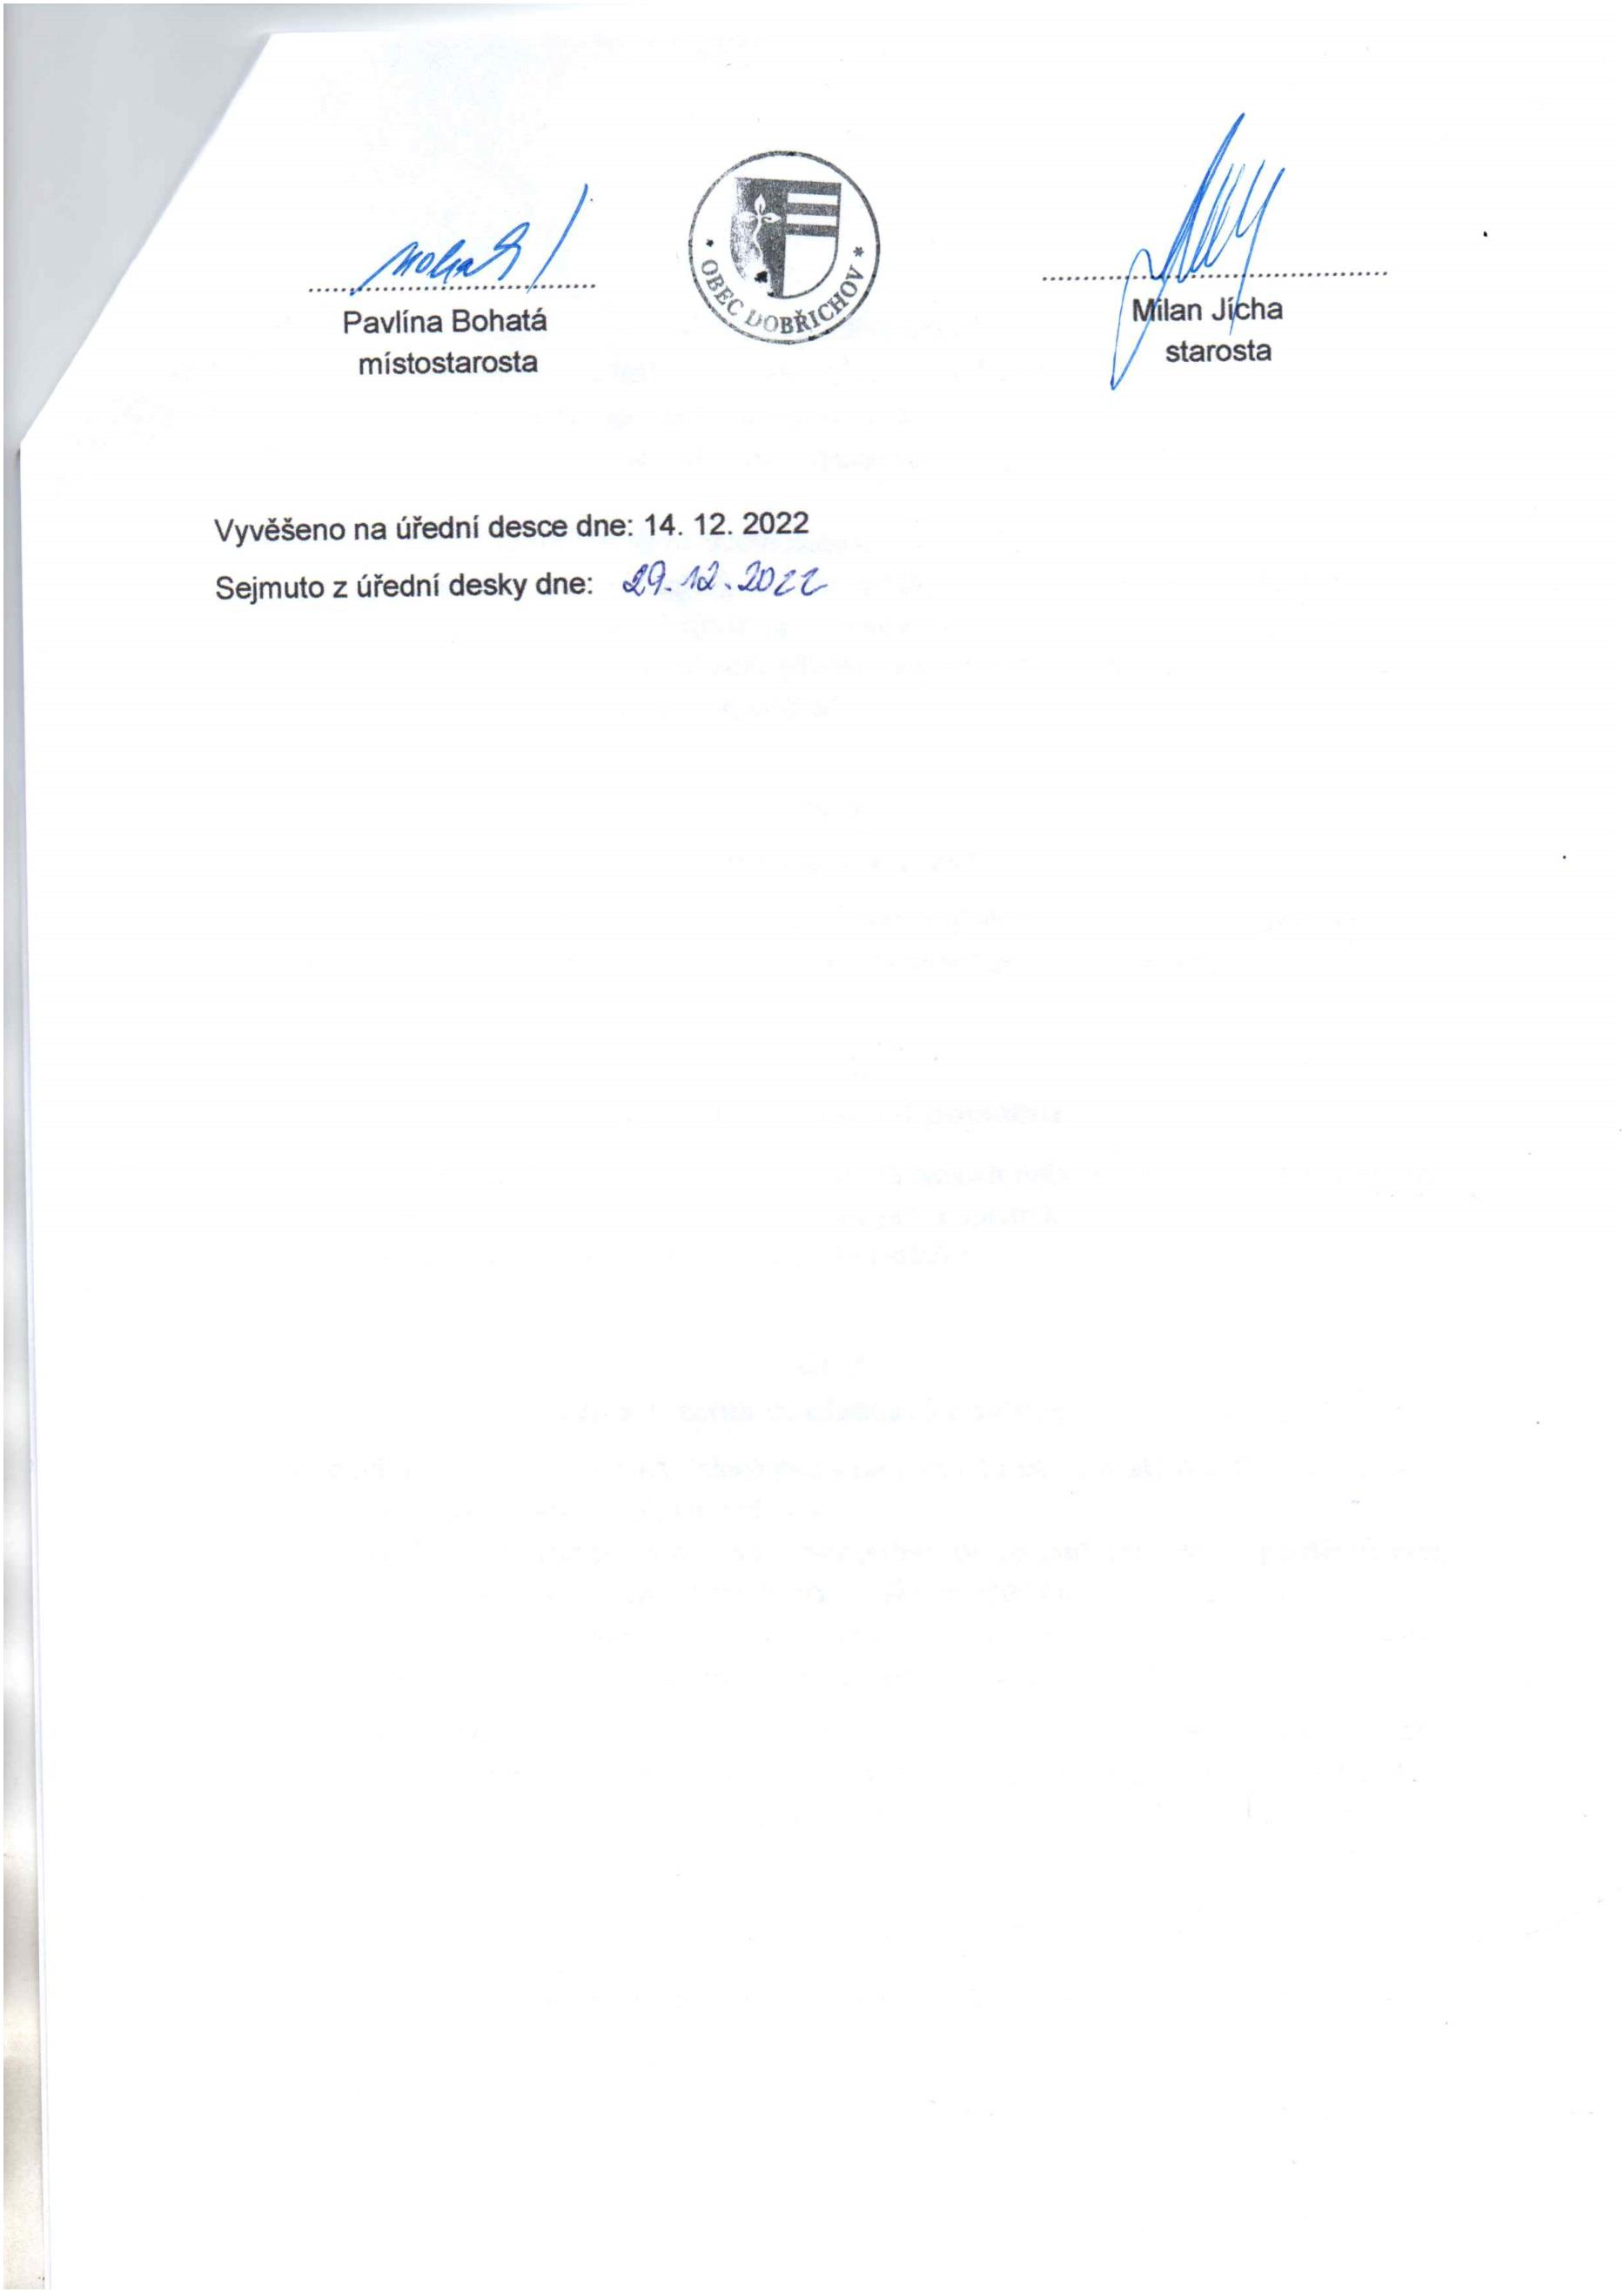 * OBEC DOBŘICHOV *
Pavlína Bohatá
místostarosta
Milan Jícha
starosta
Vyvěšeno na úřední desce dne: 14. 12. 2022
Sejmuto z úřední desky dne: 29.12.2022